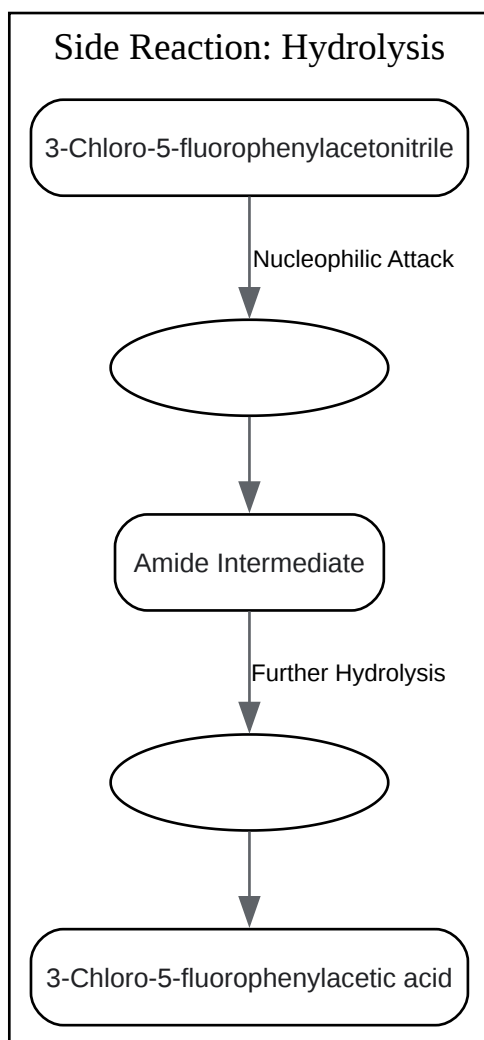 Side Reaction: Hydrolysis
3-Chloro-5-fluorophenylacetonitrile
Nucleophilic Attack
Amide Intermediate
Further Hydrolysis
3-Chloro-5-fluorophenylacetic acid